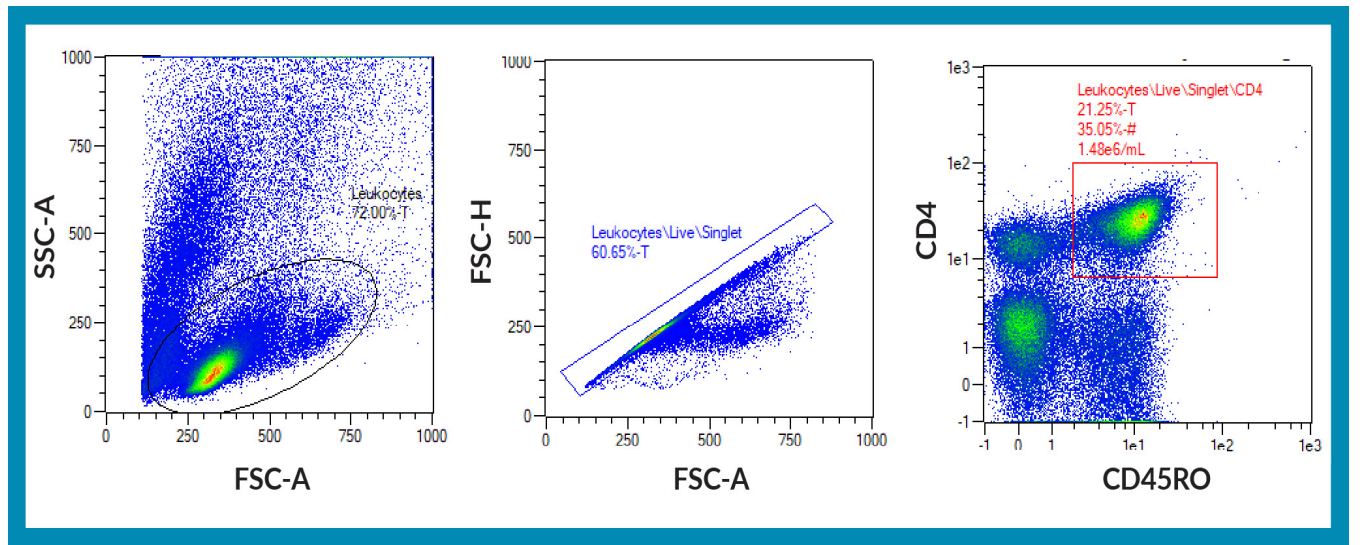 SSC-A
1000
750
500
250
0
Leukocytes
72.00%-T
0
250
500
750
1000
FSC-A
FSC-H
1000
750
500
250
0
Leukocytes\Live\Singlet
60.65%-T
0
250
500
750
1000
FSC-A
CD4
1e3
1e2
1e1
1
0
-1
Leukocytes\Live\Singlet\CD4
21.25%-T
35.05%-#
1.48e6/mL
-1
0
1
1e1
1e2
1e3
CD45RO